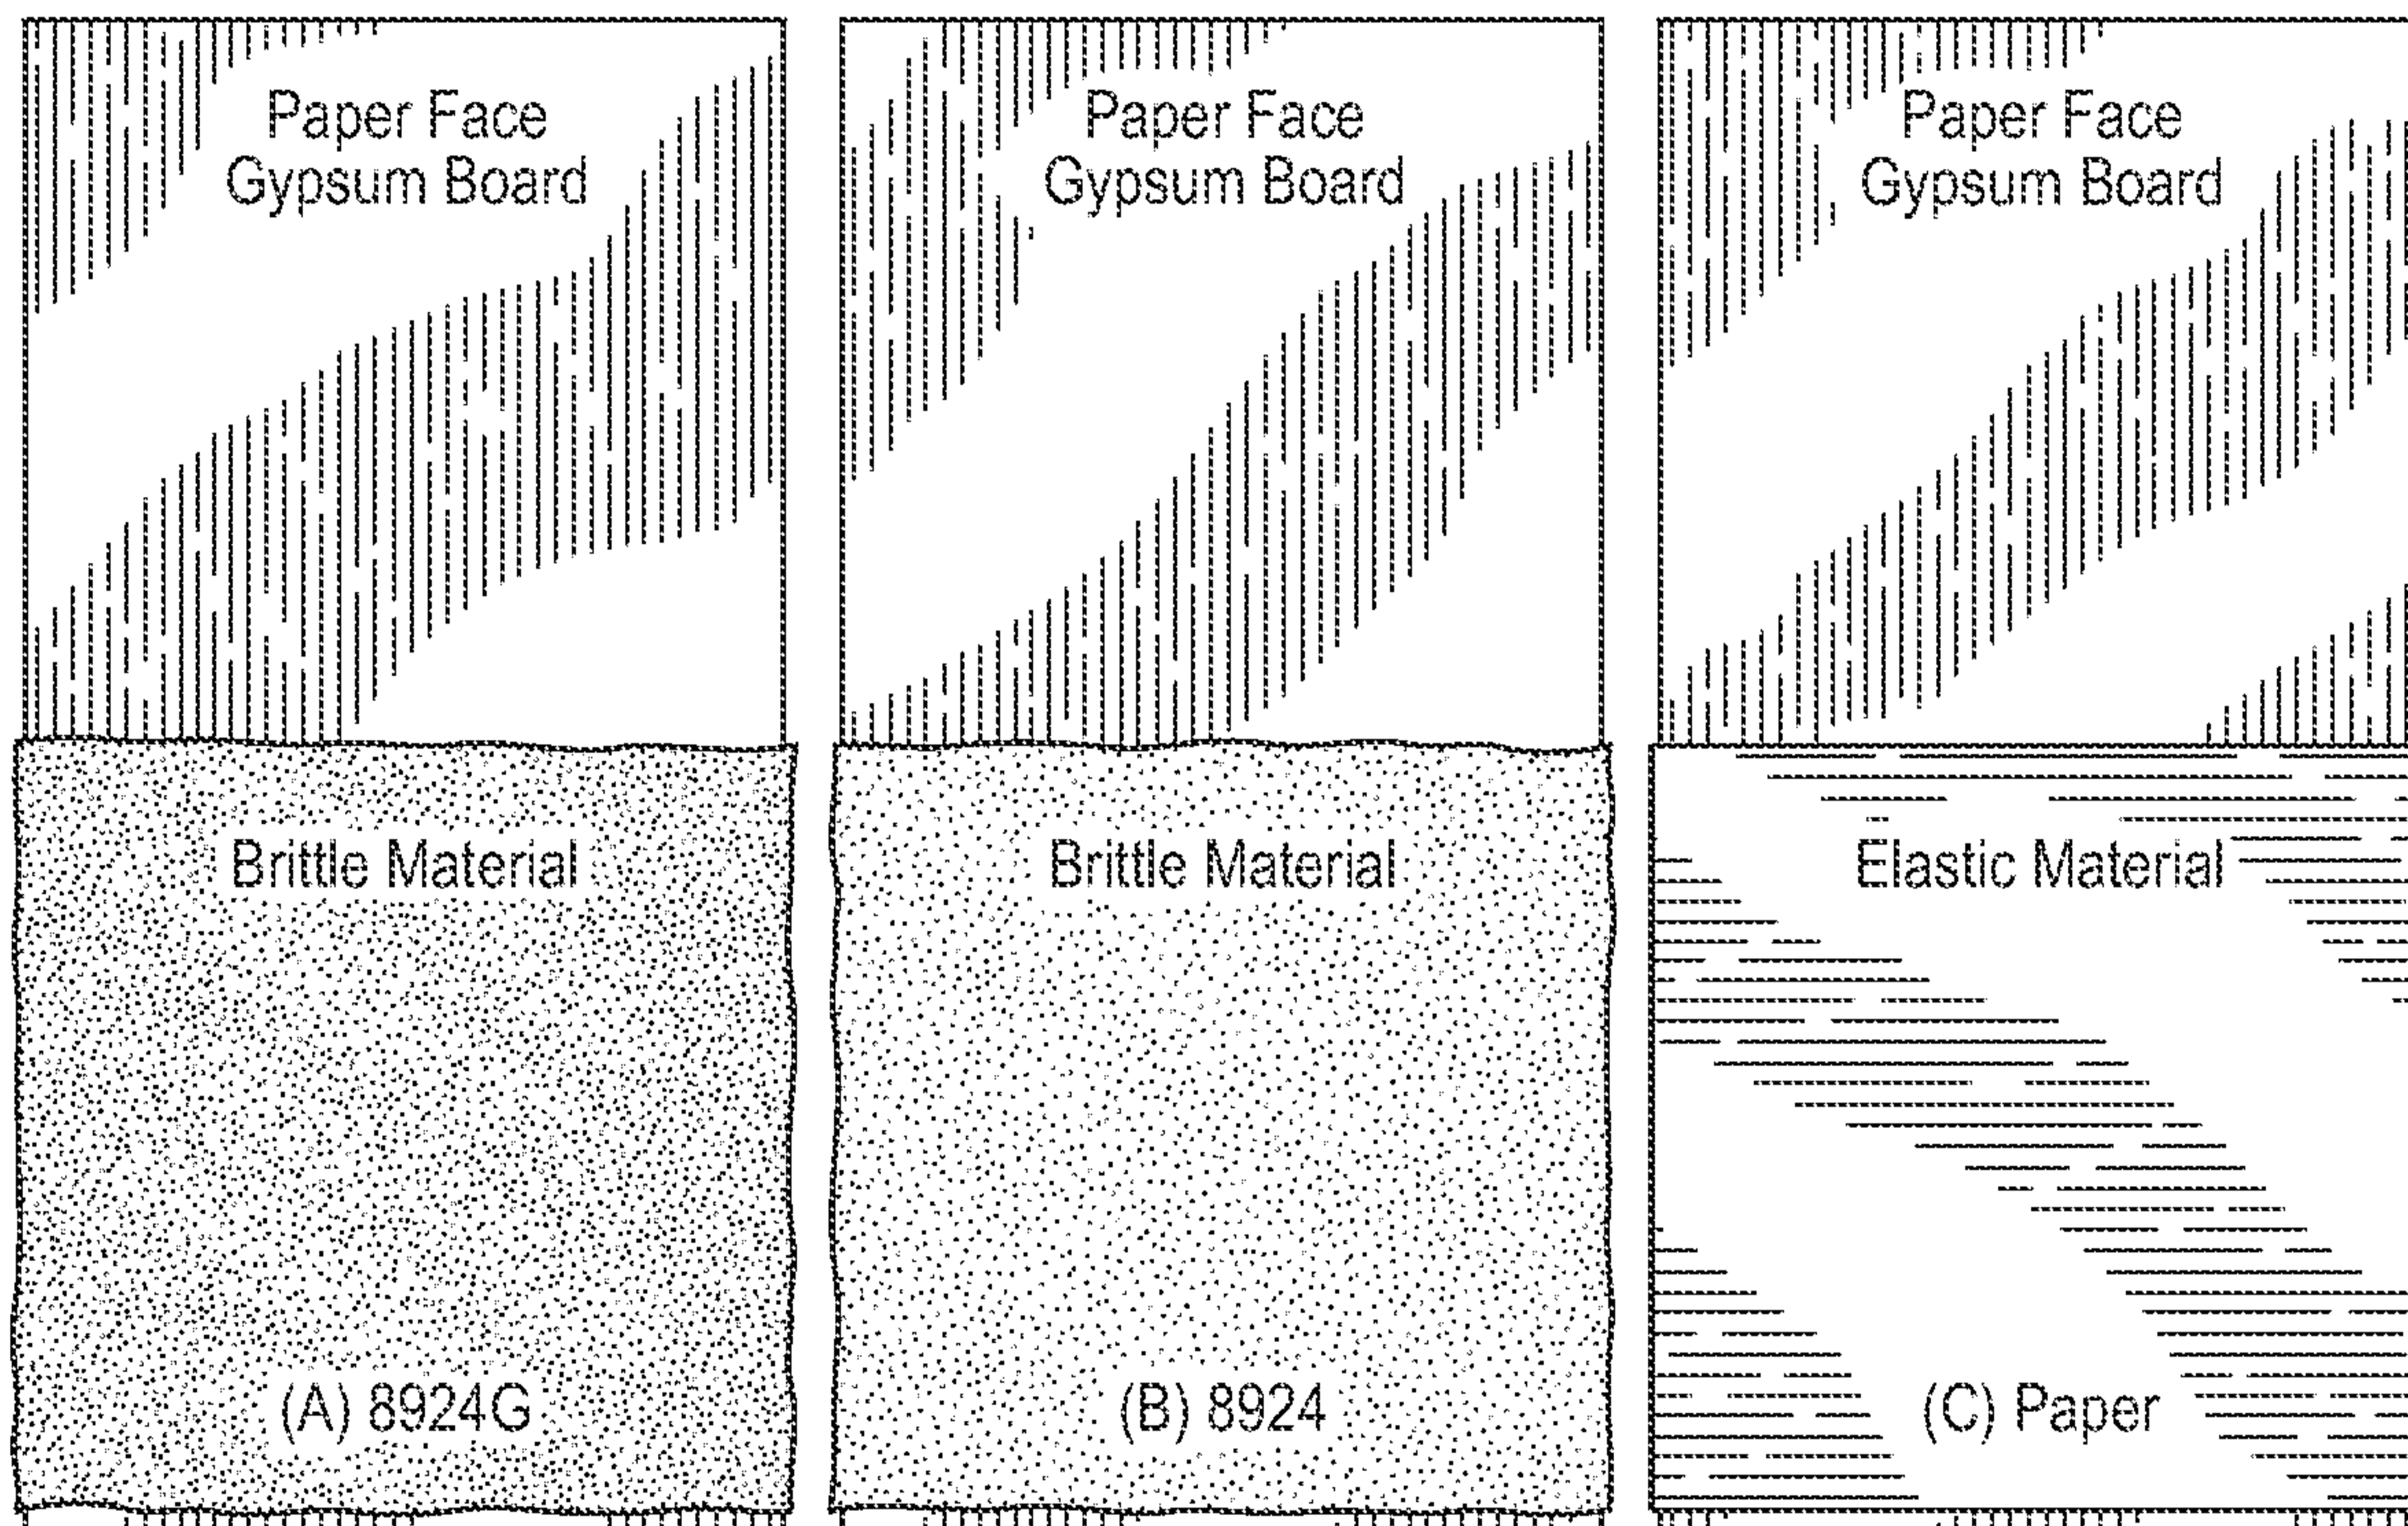 Paper Face
Gypsum Board
Paper Face
Gypsum Board
Paper Face
Gypsum Board
Brittle Material
Brittle Material
Elastic Material
(A) 8924G
(B) 8924
(C) Paper